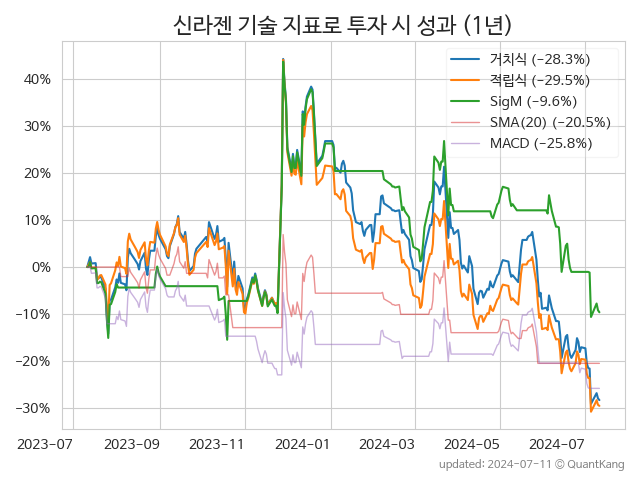 신라젠 기술 지표로 투자 시 성과 (1년)
거치식 (−28.3%)
적립식 (−29.5%)
SigM (−9.6%)
SMA(20) (−20.5%)
MACD (−25.8%)
40%
30%
20%
10%
0%
−10%
−20%
−30%
2023-07 2023-09 2023-11 2024-01 2024-03 2024-05 2024-07
updated: 2024-07-11 © QuantKang